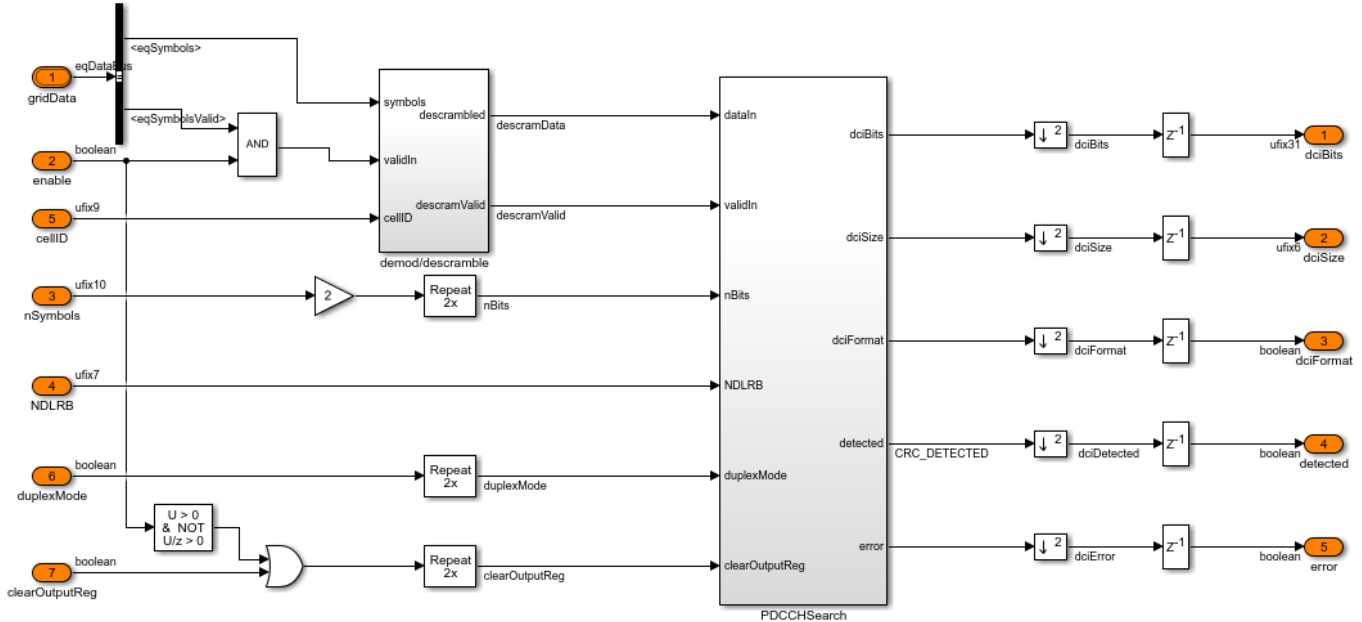 <eqSymbols>
1
eqDataBus
gridData
<eqSymbolsValid>
AND
2
boolean
enable
5
ufix9
cellID
symbols
validIn
cellID
descrambled
descramValid
demod/descramble
descramData
descramValid
3
ufix10
nSymbols
2
Repeat
2x
nBits
4
ufix7
NDLRB
6
boolean
duplexMode
Repeat
2x
duplexMode
U > 0
& NOT
U/z > 0
7
boolean
clearOutputReg
Repeat
2x
clearOutputReg
dataIn
validIn
nBits
NDLRB
duplexMode
clearOutputReg
dciBits
dciSize
dciFormat
detected
error
PDCCHSearch
↓ 2
dciBits
Z-1
ufix31
1
dciBits
↓ 2
dciSize
Z-1
ufix6
2
dciSize
↓ 2
dciFormat
Z-1
boolean
3
dciFormat
CRC_DETECTED
↓ 2
dciDetected
Z-1
boolean
4
detected
↓ 2
dciError
Z-1
boolean
5
error